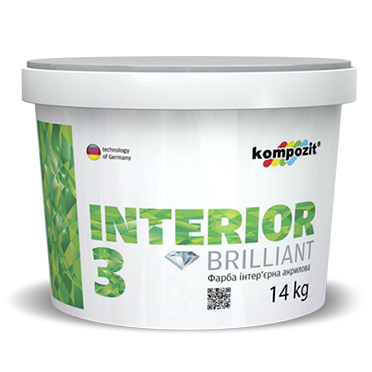 technology
of Germany
kompozit®
INTERIOR
3
BRILLIANT
Фарба інтер'єрна акрилова
14 kg